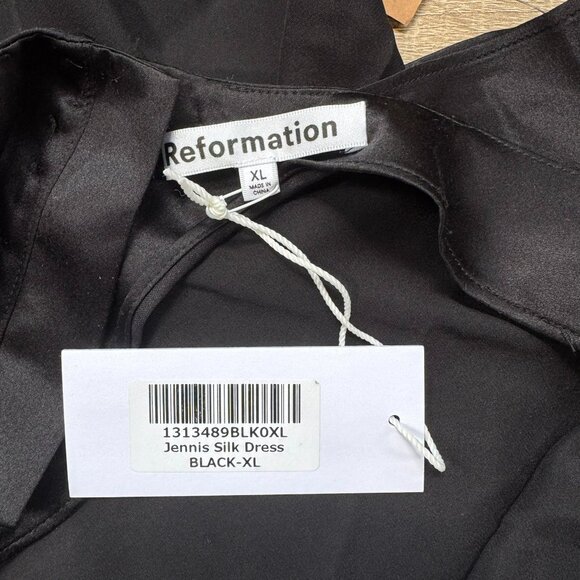 Reformation
XL
MADE IN
CHINA
1313489BLK0XL
Jennis Silk Dress
BLACK-XL